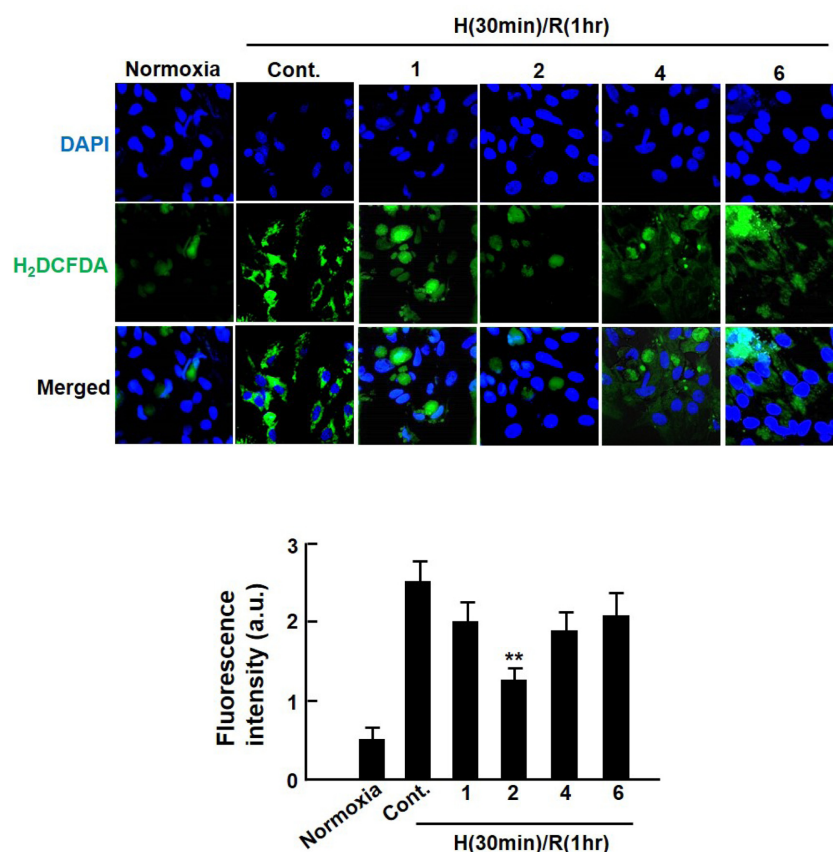 H(30min)/R(1hr)
Normoxia Cont. 1 2 4 6
DAPI
H₂DCFDA
Merged
Fluorescence
intensity (a.u.)
3
2
1
0
**
Normoxia Cont. 1 2 4 6
H(30min)/R(1hr)